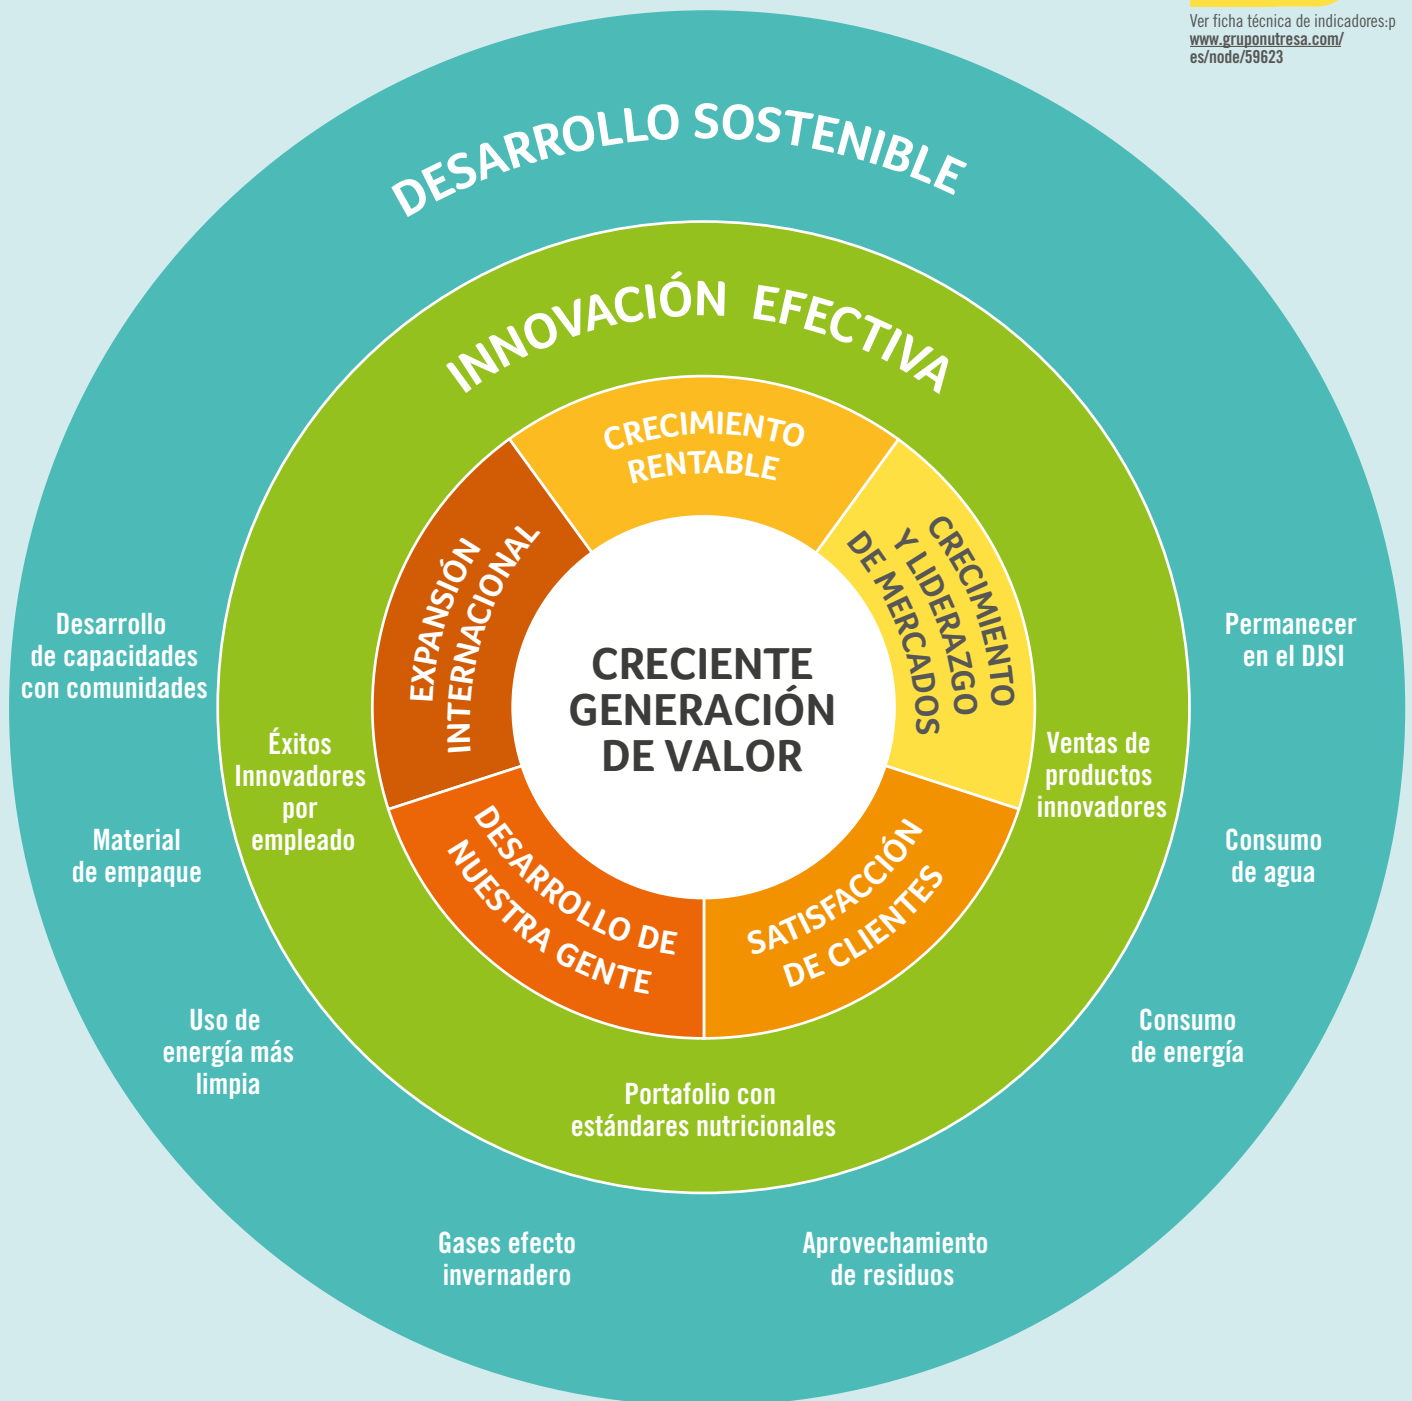 Ver ficha técnica de indicadores:p
www.gruponutresa.com/
es/node/59623
DESARROLLO SOSTENIBLE
INNOVACIÓN EFECTIVA
CRECIMIENTO
RENTABLE
CRECIMIENTO
Y LIDERAZGO
DE MERCADOS
EXPANSIÓN
INTERNACIONAL
CRECIENTE
GENERACIÓN
DE VALOR
DESARROLLO DE
NUESTRA GENTE
SATISFACCIÓN
DE CLIENTES
Desarrollo
de capacidades
con comunidades
Permanecer
en el DJSI
Éxitos
Innovadores
por
empleado
Ventas de
productos
innovadores
Material
de empaque
Consumo
de agua
Uso de
energía más
limpia
Consumo
de energía
Portafolio con
estándares nutricionales
Gases efecto
invernadero
Aprovechamiento
de residuos